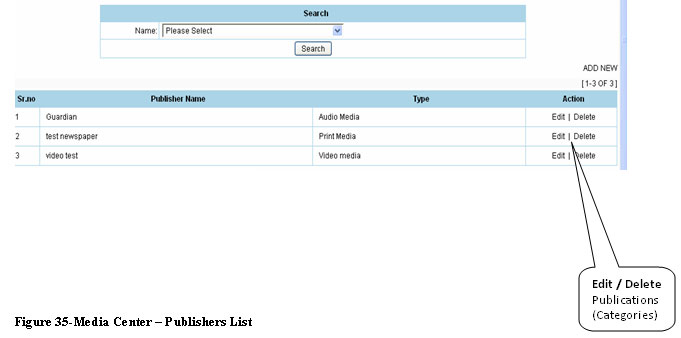 Search
Name: Please Select
Search
ADD NEW
[1-3 OF 3]
Sr.no Publisher Name Type Action
1 Guardian Audio Media Edit | Delete
2 test newspaper Print Media Edit | Delete
3 video test Video media Edit | Delete
Edit / Delete
Publications
(Categories)
Figure 35-Media Center – Publishers List